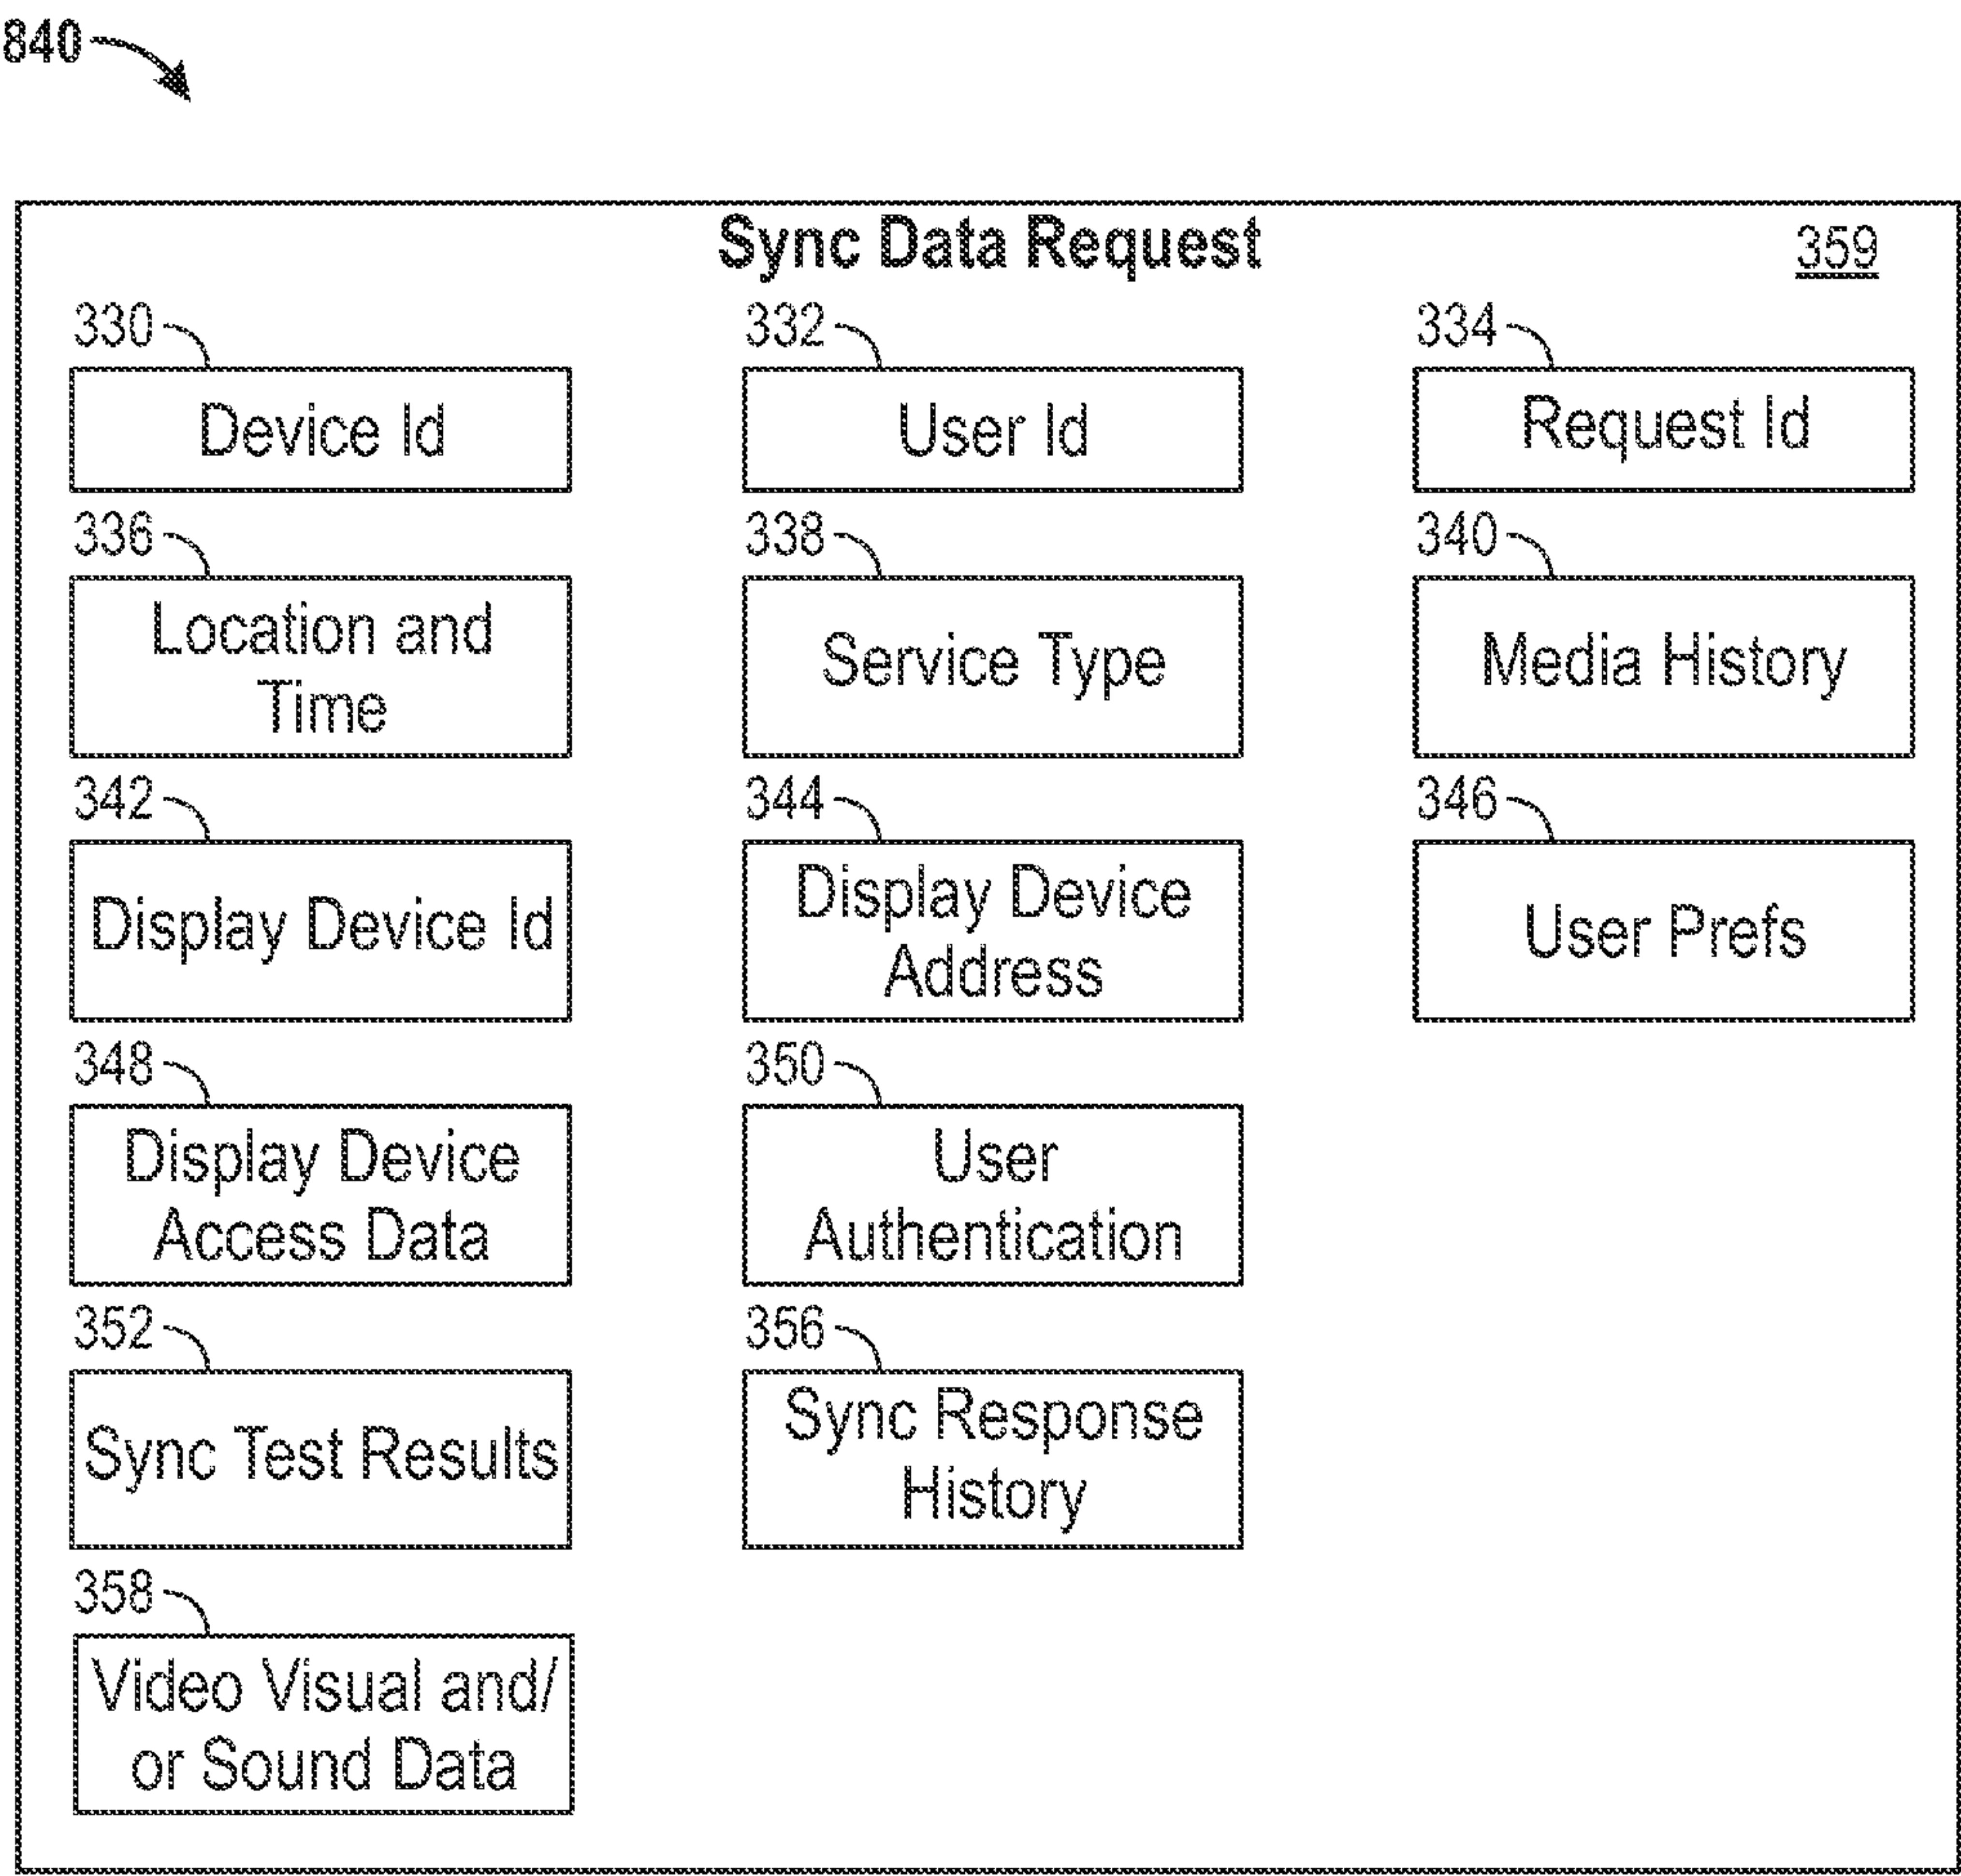 840
Sync Data Request
359
330
332
334
Device Id
User Id
Request Id
336
338
340
Location and
Time
Service Type
Media History
342
344
346
Display Device Id
Display Device
Address
User Prefs
348
350
Display Device
Access Data
User
Authentication
352
356
Sync Test Results
Sync Response
History
358
Video Visual and/
or Sound Data